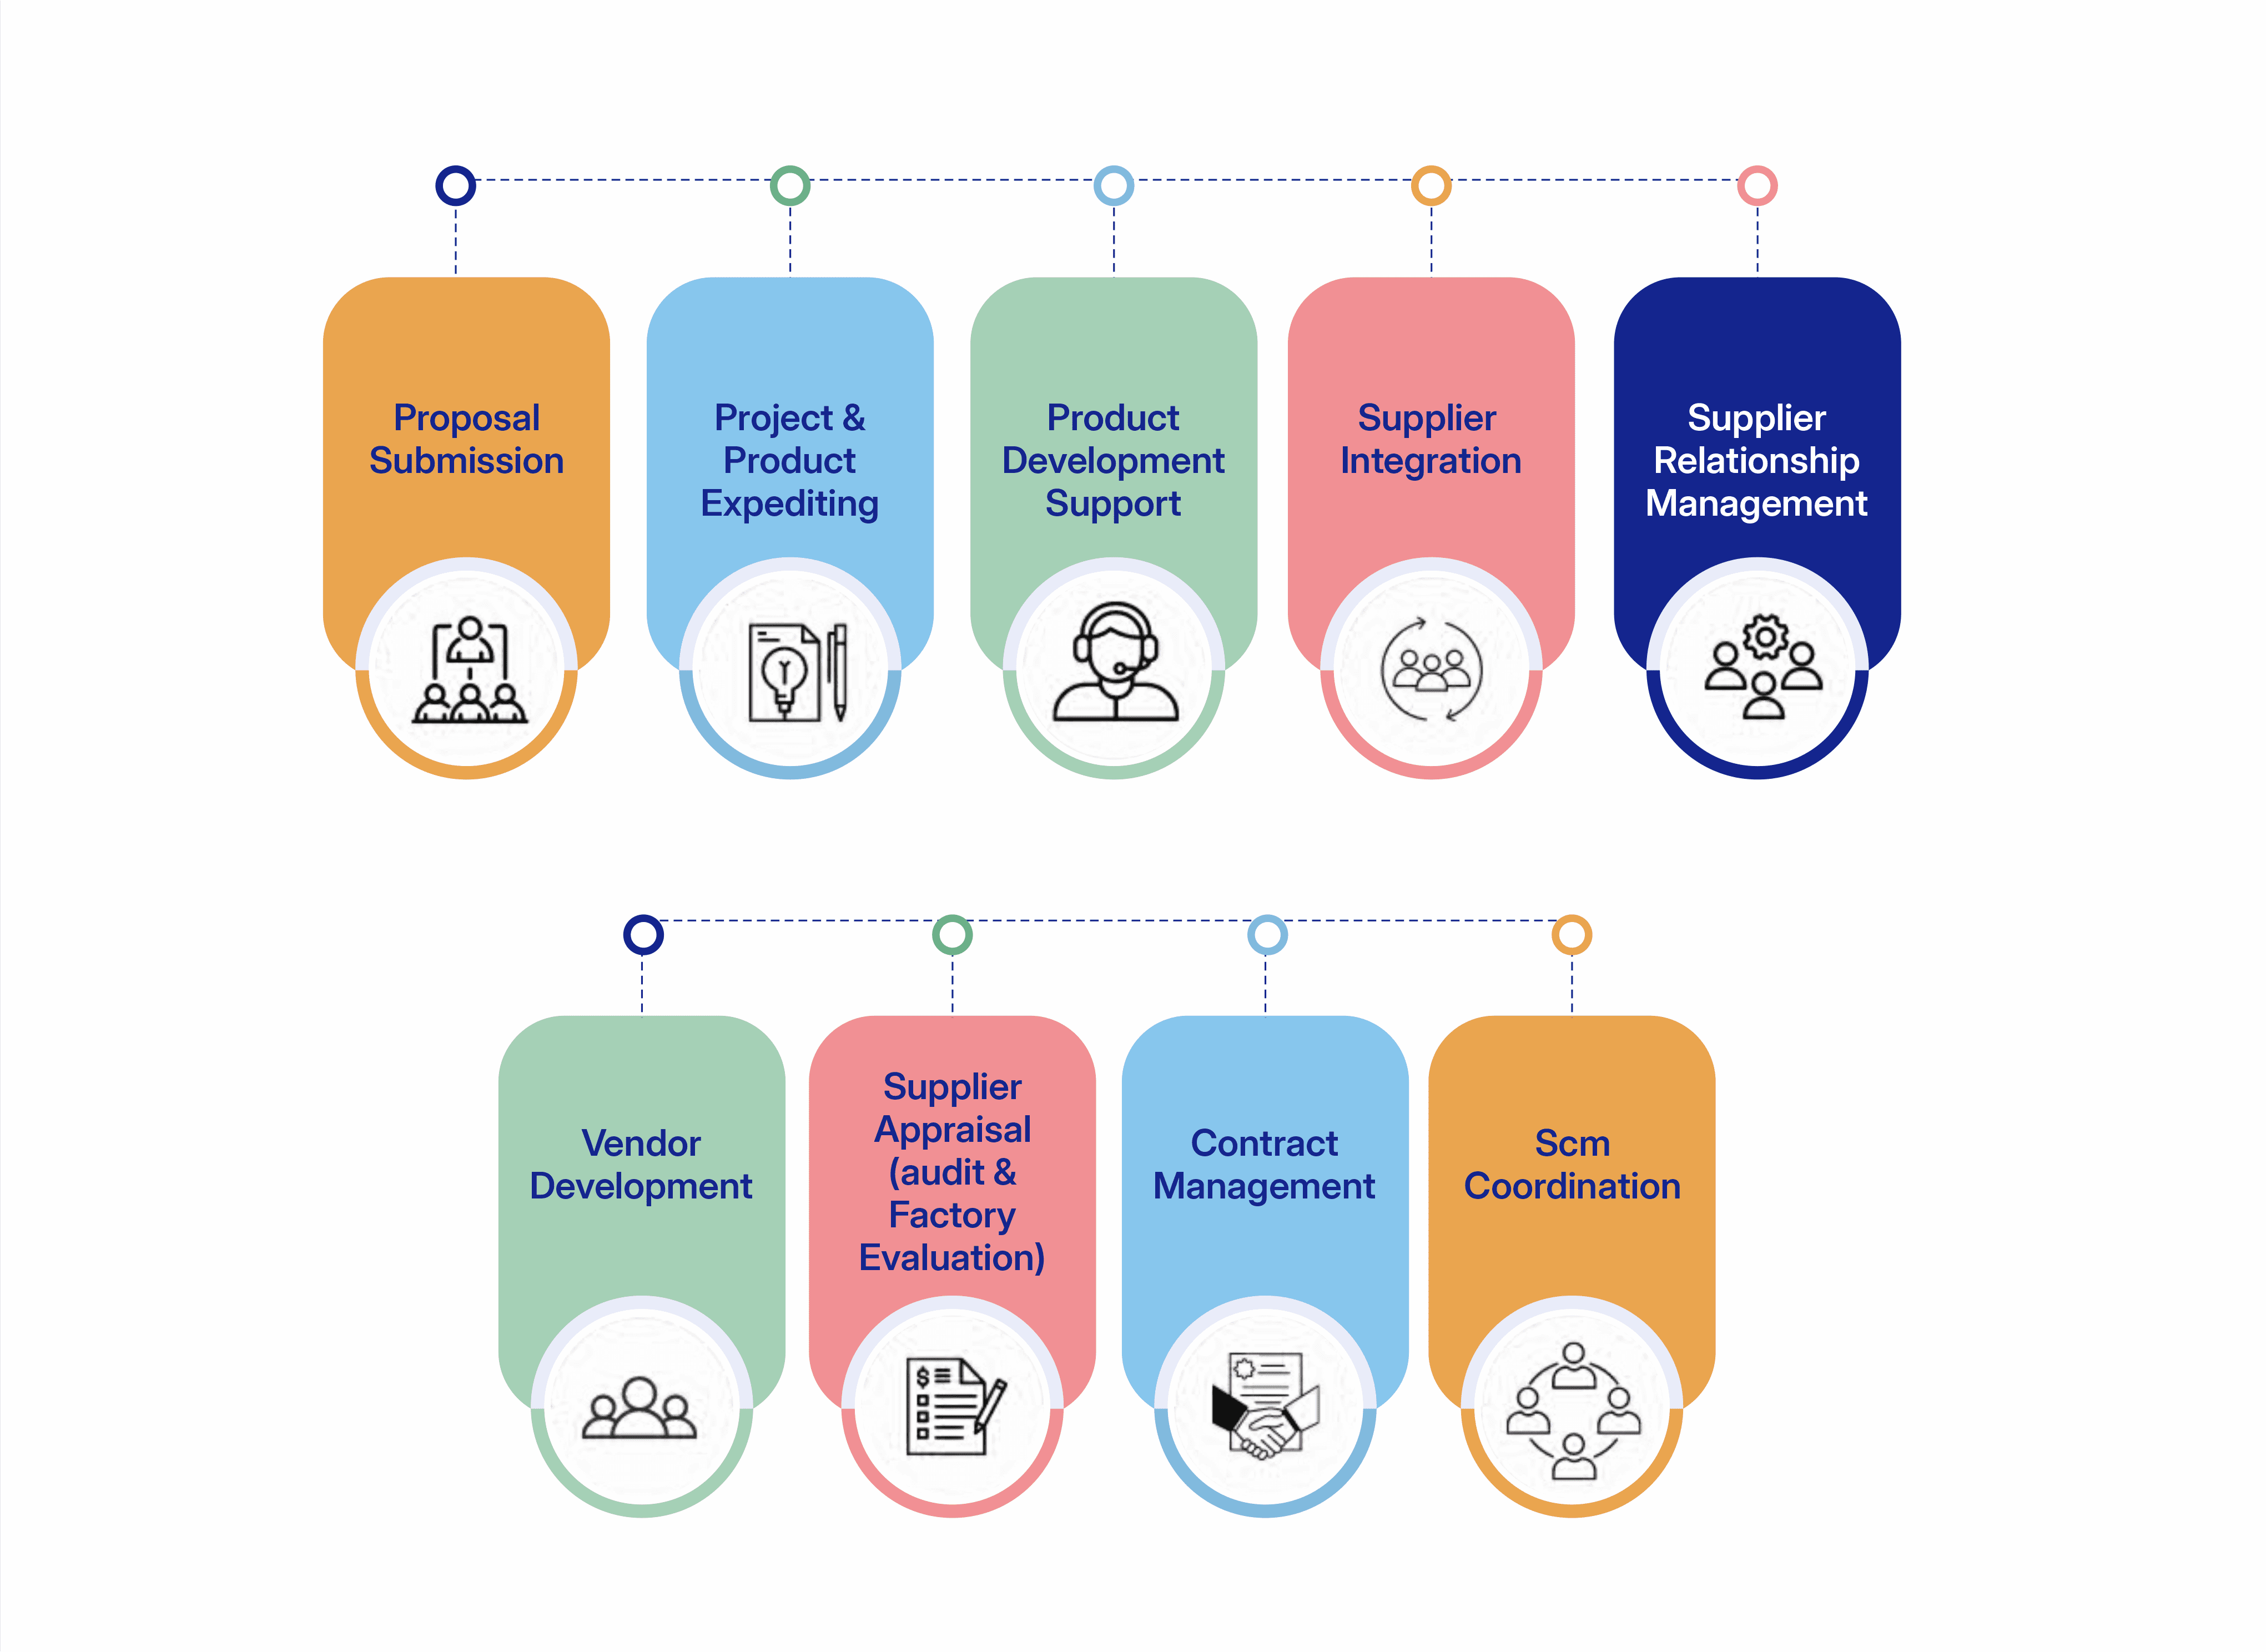 Proposal
Submission
Project &
Product
Expediting
Product
Development
Support
Supplier
Integration
Supplier
Relationship
Management
Vendor
Development
Supplier
Appraisal
(audit &
Factory
Evaluation)
Contract
Management
Scm
Coordination